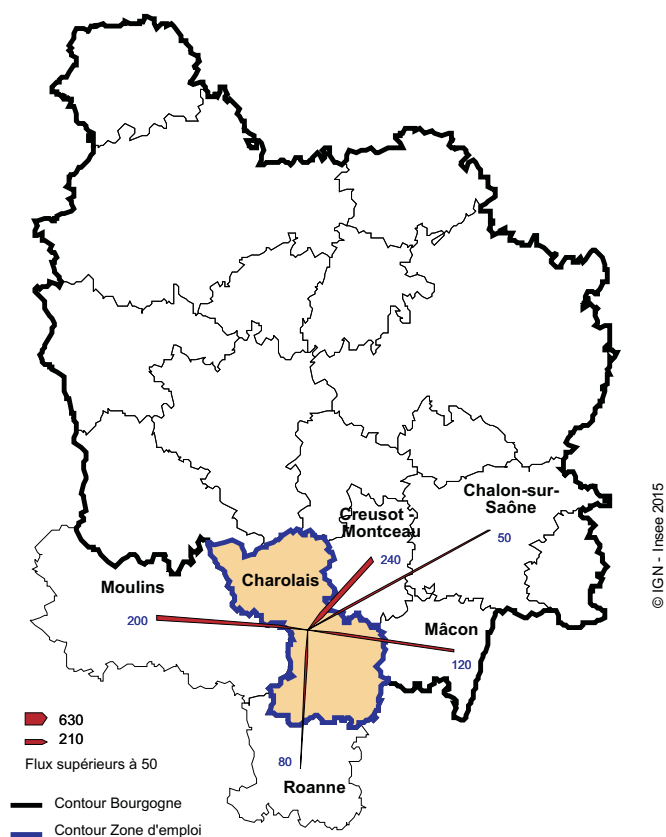 Chalon-sur-
Saône
50
Creusot -
Montceau
240
Charolais
Moulins
200
Mâcon
120
80
Roanne
630
210
Flux supérieurs à 50
Contour Bourgogne
Contour Zone d'emploi
© IGN - Insee 2015